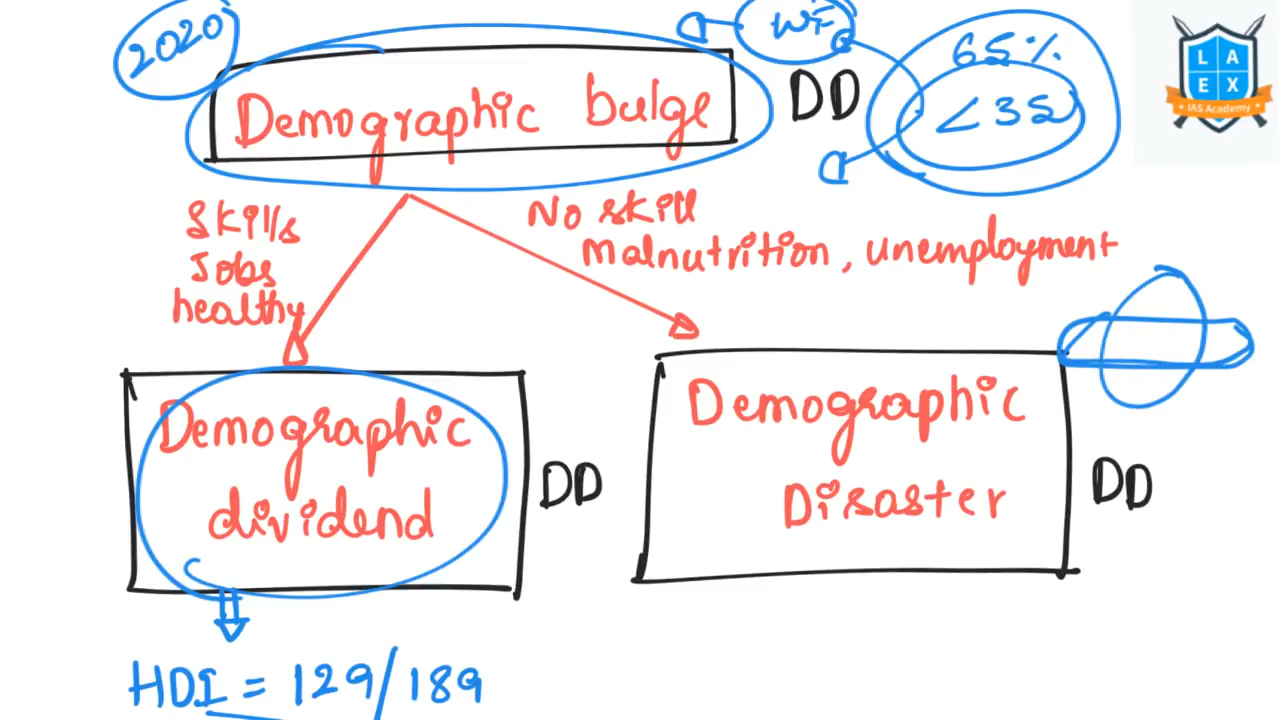 2020
WF
65%
<35
L A
E X
IAS Academy
Demographic bulge
DD
Skills
Jobs
healthy
No skill
Malnutrition, unemployment
Demographic
dividend
DD
Demographic
Disaster
DD
HDI = 129/189